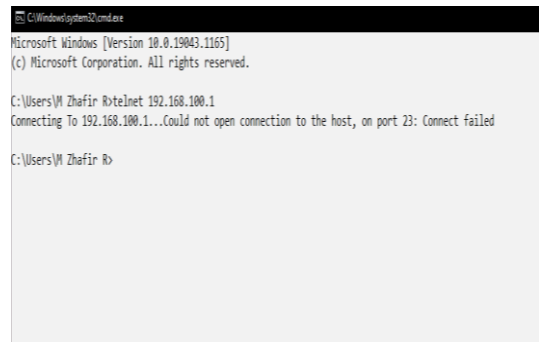 C:\Windows\system32\cmd.exe
Microsoft Windows [Version 10.0.19043.1165]
(c) Microsoft Corporation. All rights reserved.
C:\Users\M Zhafir R>telnet 192.168.100.1
Connecting To 192.168.100.1...Could not open connection to the host, on port 23: Connect failed
C:\Users\M Zhafir R>